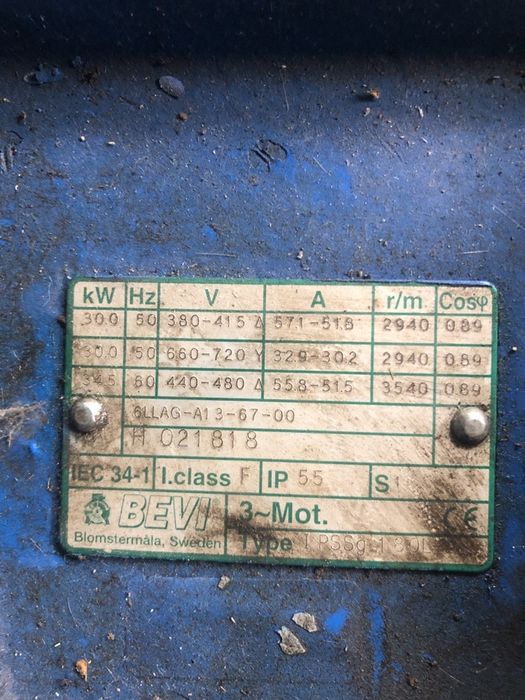 kW Hz V A r/m Cosφ
30.0 50 380-415 Δ 57.1-51.8 2940 0.89
30.0 50 660-720 Y 32.9-30.2 2940 0.89
34.5 60 440-480 Δ 55.8-51.5 3540 0.89
6LLAG-A13-67-00
H 021818
IEC 34-1 I.class F IP 55 S1
BEVI 3~Mot. CE
Blomstermåla, Sweden Type